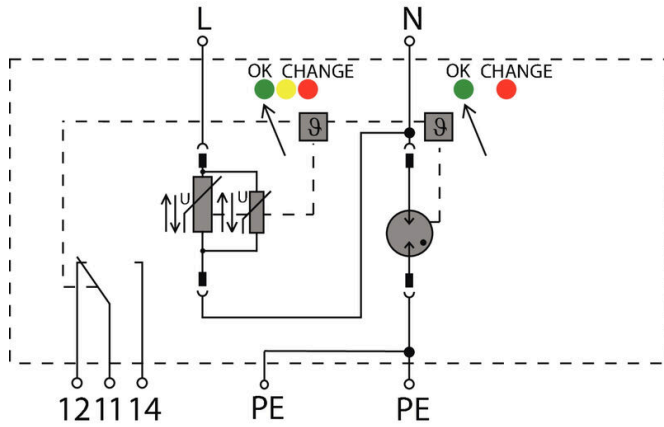 L N
OK CHANGE OK CHANGE
ϑ ϑ
U U
12 11 14 PE PE